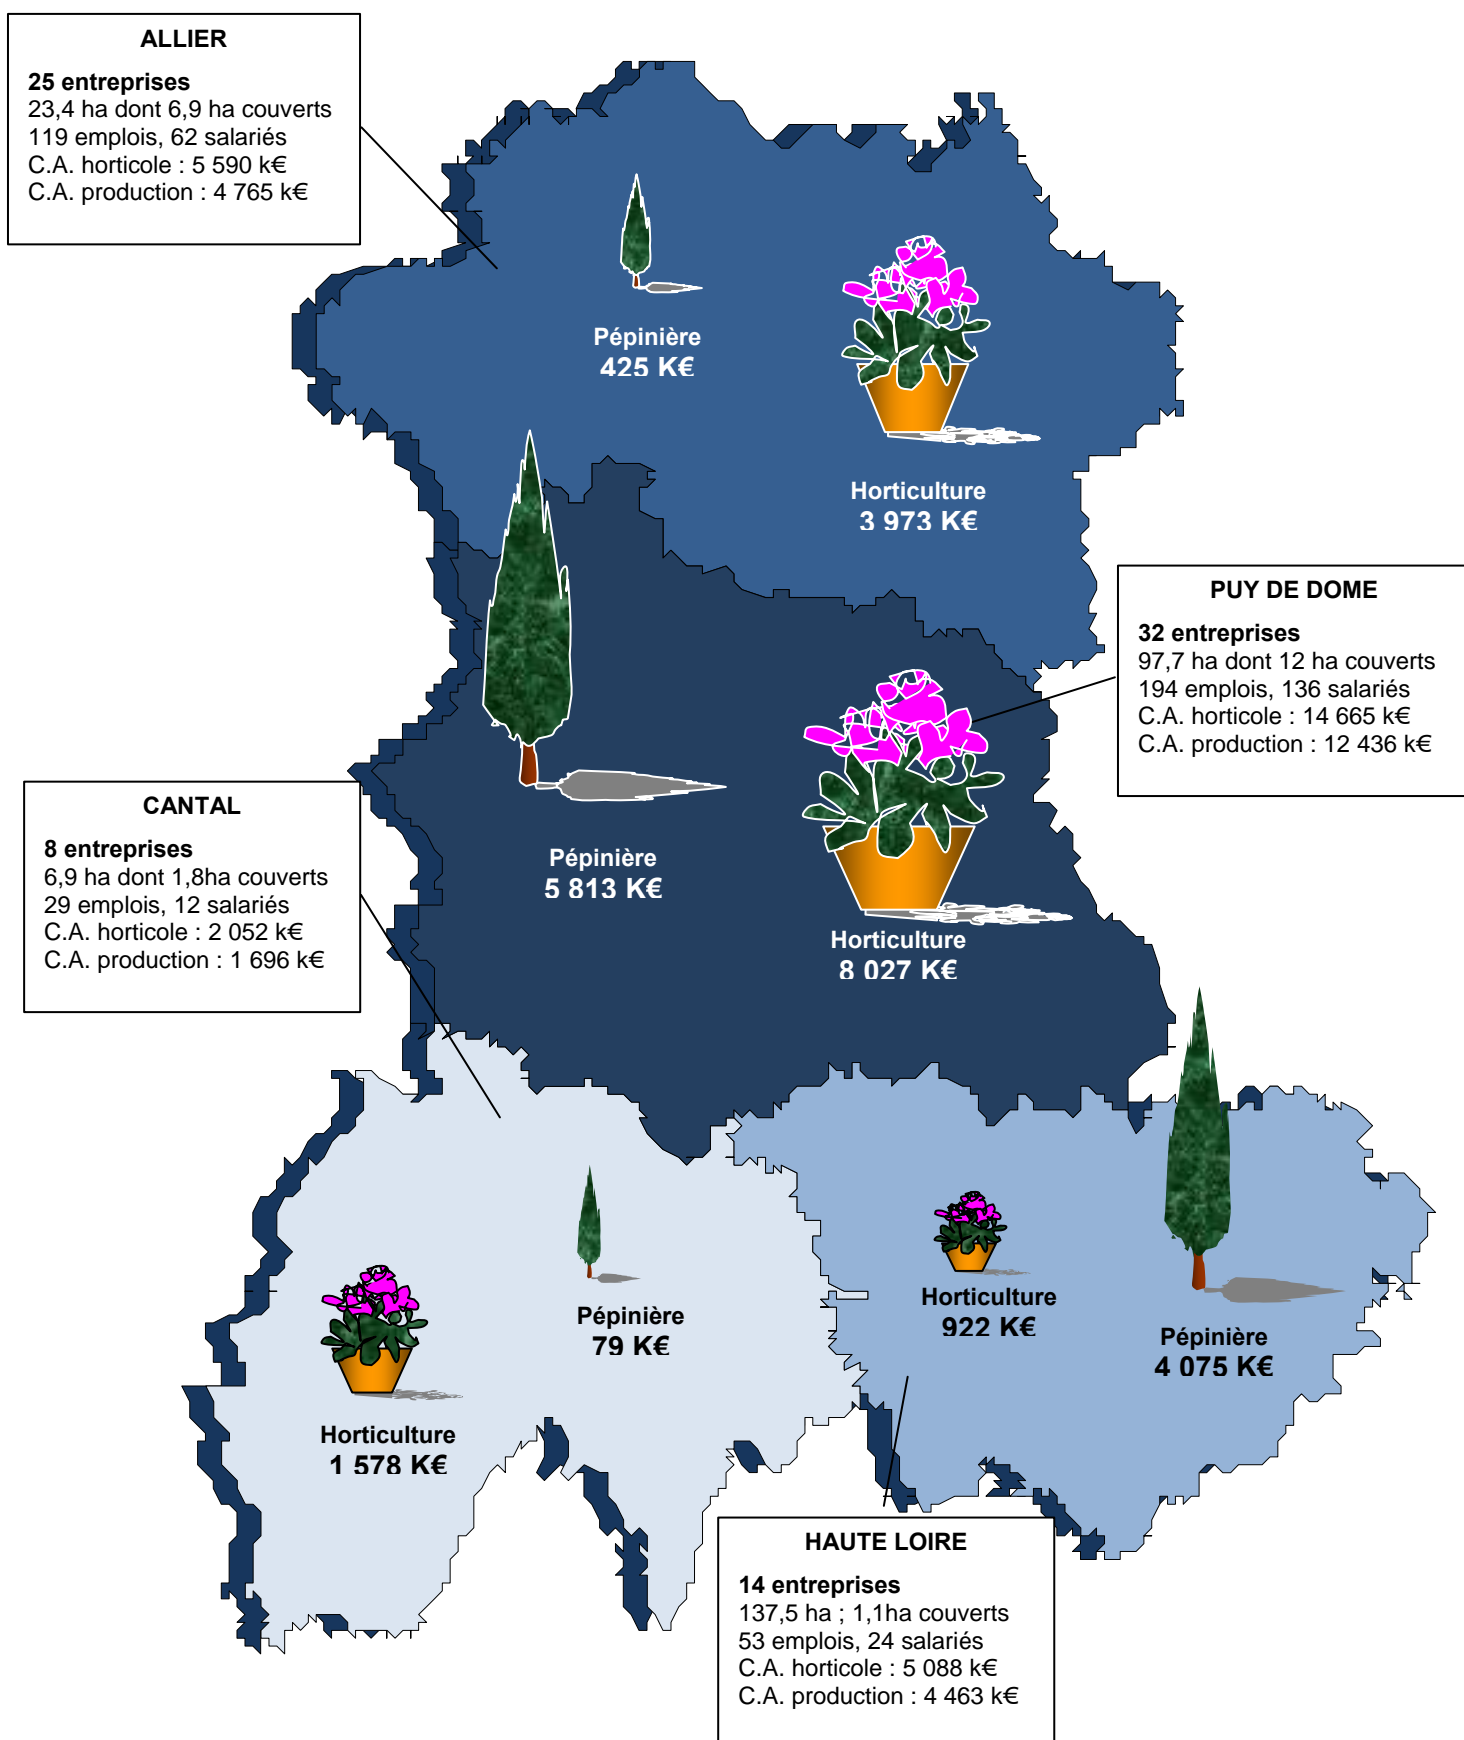 ALLIER
25 entreprises
23,4 ha dont 6,9 ha couverts
119 emplois, 62 salariés
C.A. horticole : 5 590 k€
C.A. production : 4 765 k€
Pépinière
425 K€
Horticulture
3 973 K€
PUY DE DOME
32 entreprises
97,7 ha dont 12 ha couverts
194 emplois, 136 salariés
C.A. horticole : 14 665 k€
C.A. production : 12 436 k€
Pépinière
5 813 K€
Horticulture
8 027 K€
CANTAL
8 entreprises
6,9 ha dont 1,8ha couverts
29 emplois, 12 salariés
C.A. horticole : 2 052 k€
C.A. production : 1 696 k€
Horticulture
1 578 K€
Pépinière
79 K€
Horticulture
922 K€
Pépinière
4 075 K€
HAUTE LOIRE
14 entreprises
137,5 ha ; 1,1ha couverts
53 emplois, 24 salariés
C.A. horticole : 5 088 k€
C.A. production : 4 463 k€